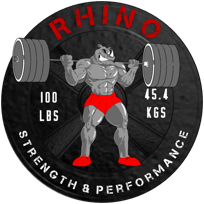 RHINO
100
LBS
45.4
KGS
STRENGTH & PERFORMANCE